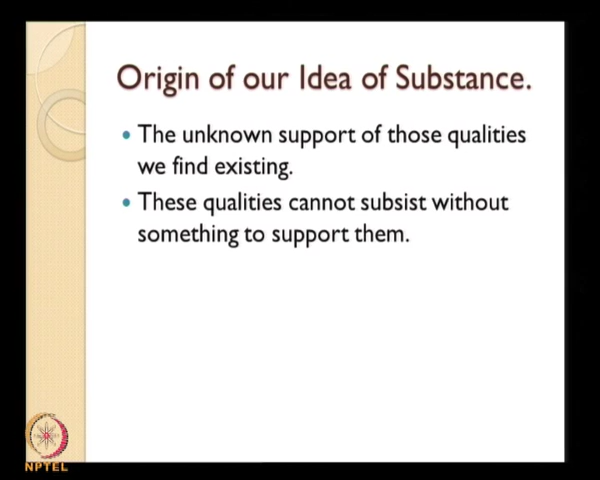 Origin of our Idea of Substance.
The unknown support of those qualities
we find existing.
These qualities cannot subsist without
something to support them.
NPTEL